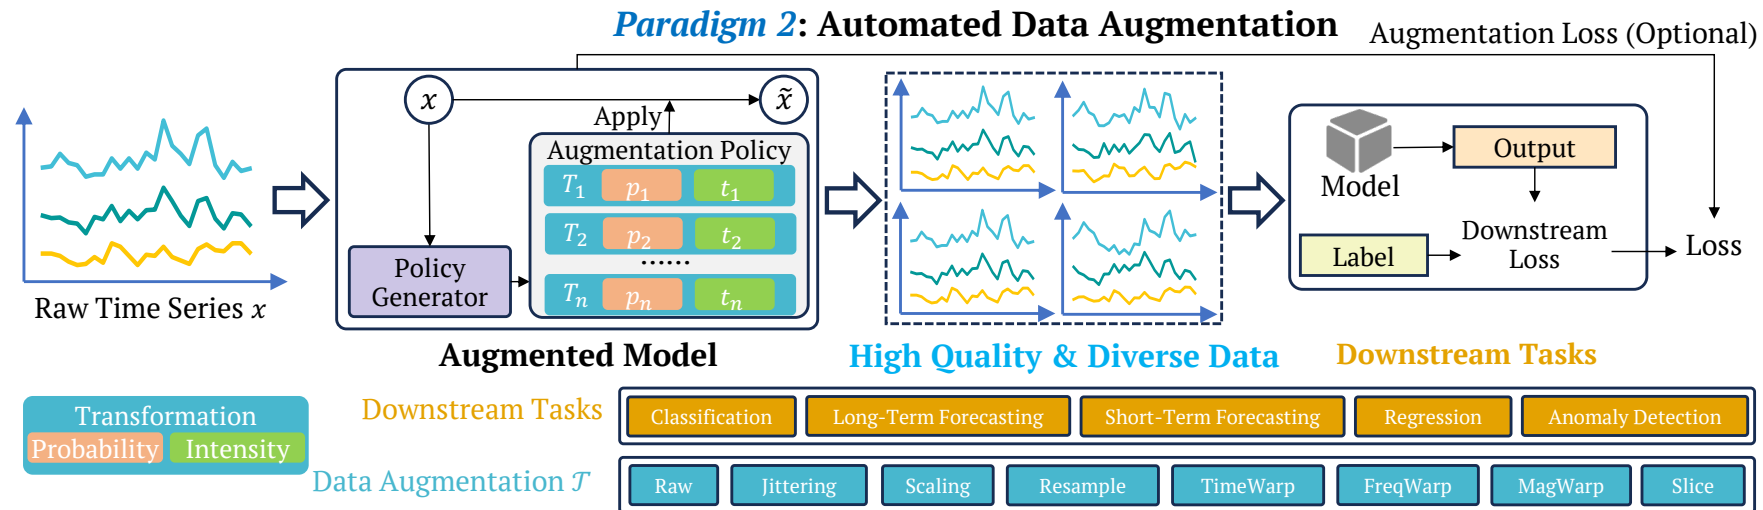 Paradigm 2: Automated Data Augmentation
Augmentation Loss (Optional)
x
x̃
Apply
Augmentation Policy
T₁ p₁ t₁
T₂ p₂ t₂
......
Tₙ pₙ tₙ
Policy
Generator
Raw Time Series x
Augmented Model
High Quality & Diverse Data
Model
Output
Label
Downstream
Loss
Loss
Downstream Tasks
Transformation
Probability Intensity
Downstream Tasks
Classification Long-Term Forecasting Short-Term Forecasting Regression Anomaly Detection
Data Augmentation 𝒯
Raw Jittering Scaling Resample TimeWarp FreqWarp MagWarp Slice